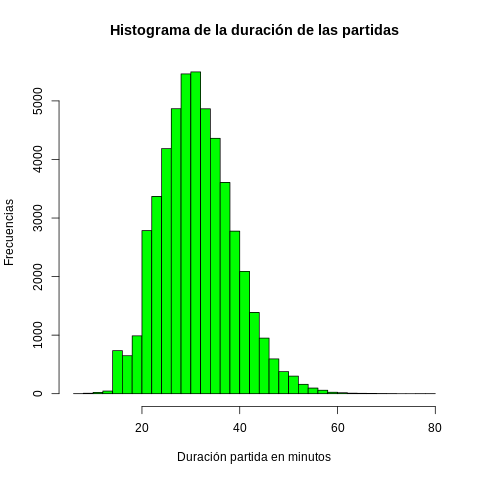 Histograma de la duración de las partidas
Frecuencias
5000
4000
3000
2000
1000
0
20 40 60 80
Duración partida en minutos